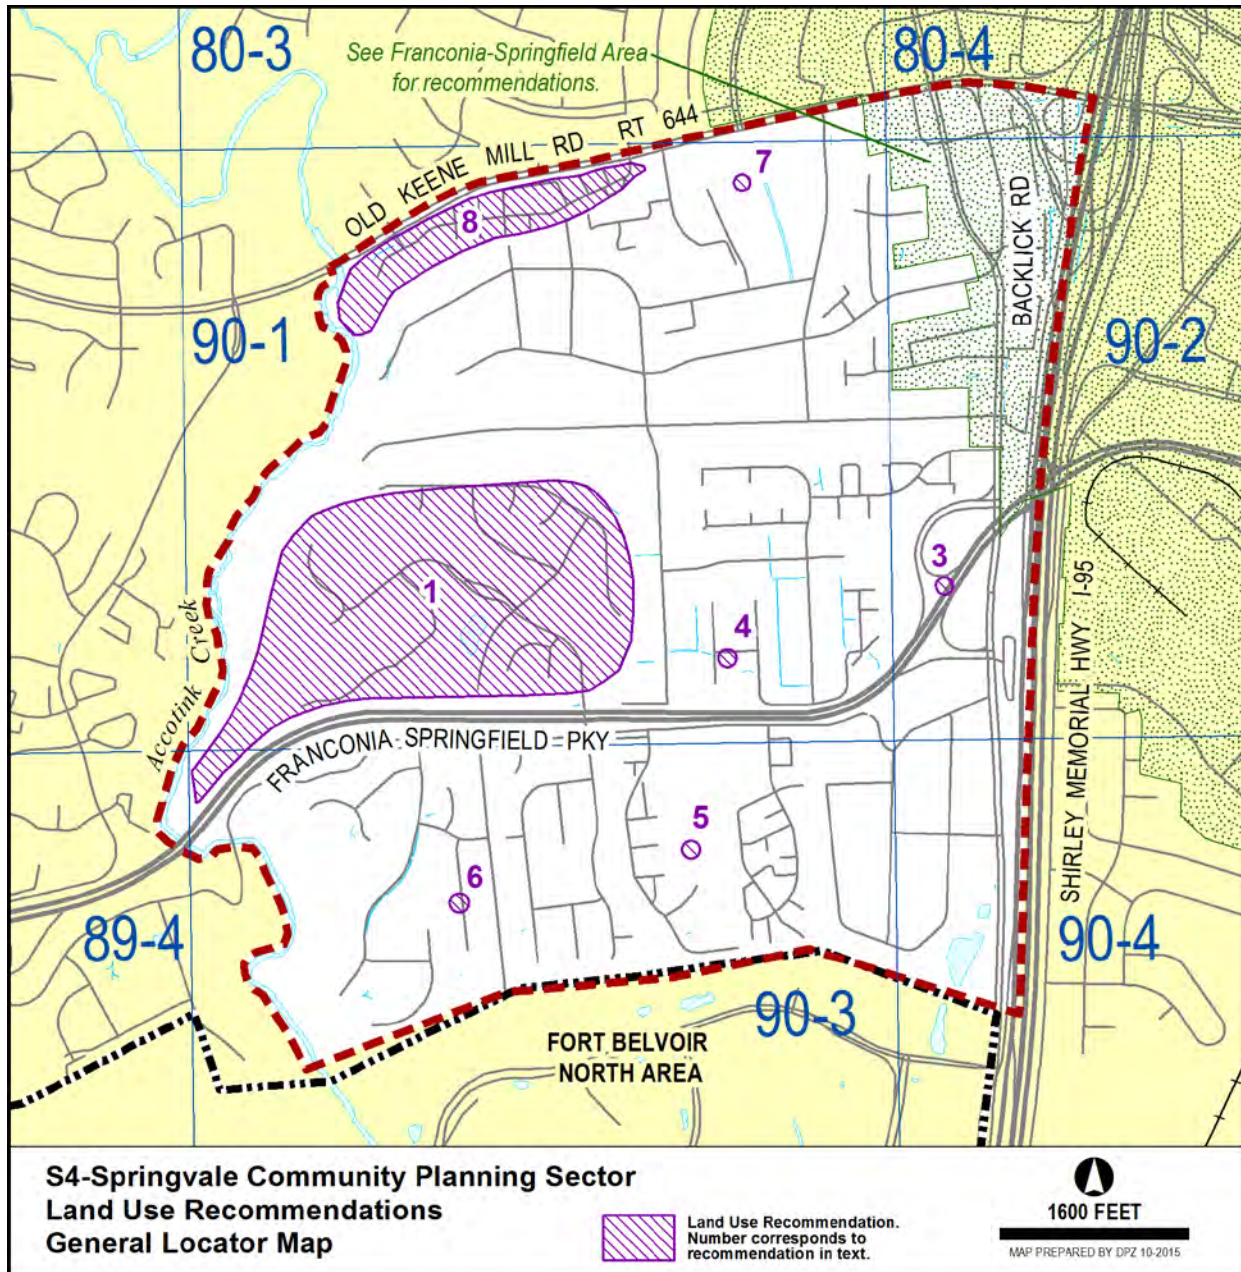 80-3
80-4
See Franconia-Springfield Area
for recommendations.
OLD KEENE MILL RD RT 644
7
8
BACKLICK RD
90-1
90-2
3
1
4
Accotink Creek
SHIRLEY MEMORIAL HWY I-95
FRANCONIA-SPRINGFIELD PKY
5
6
89-4
90-4
90-3
FORT BELVOIR
NORTH AREA
S4-Springvale Community Planning Sector
Land Use Recommendations
General Locator Map
Land Use Recommendation.
Number corresponds to
recommendation in text.
1600 FEET
MAP PREPARED BY DPZ 10-2015